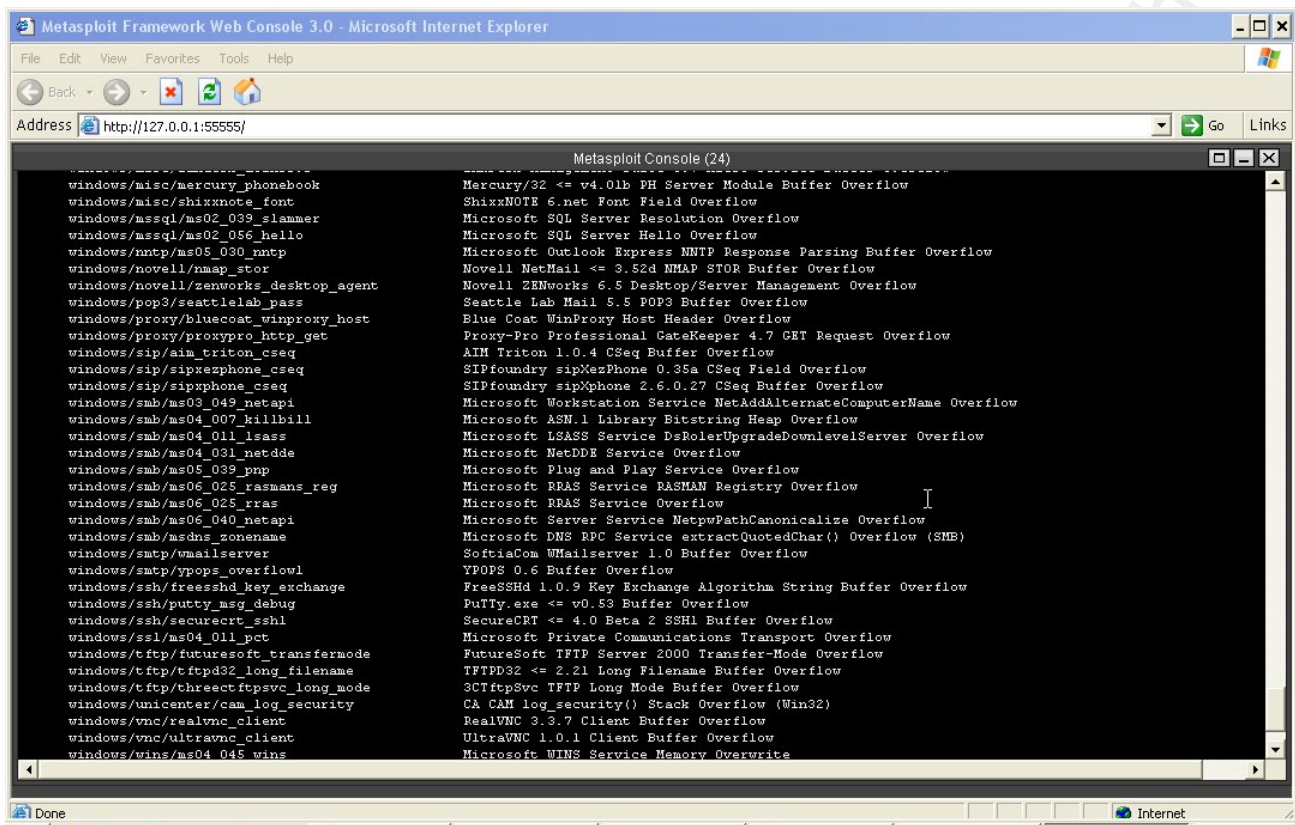 Metasploit Framework Web Console 3.0 - Microsoft Internet Explorer
File Edit View Favorites Tools Help
Back
Address http://127.0.0.1:55555/ Go Links
Metasploit Console (24)
windows/misc/mercury_phonebook Mercury/32 <= v4.01b PH Server Module Buffer Overflow
windows/misc/shixxnote_font ShixxNOTE 6.net Font Field Overflow
windows/mssql/ms02_039_slammer Microsoft SQL Server Resolution Overflow
windows/mssql/ms02_056_hello Microsoft SQL Server Hello Overflow
windows/nntp/ms05_030_nntp Microsoft Outlook Express NNTP Response Parsing Buffer Overflow
windows/novell/nmap_stor Novell NetMail <= 3.52d NMAP STOR Buffer Overflow
windows/novell/zenworks_desktop_agent Novell ZENworks 6.5 Desktop/Server Management Overflow
windows/pop3/seattlelab_pass Seattle Lab Mail 5.5 POP3 Buffer Overflow
windows/proxy/bluecoat_winproxy_host Blue Coat WinProxy Host Header Overflow
windows/proxy/proxypro_http_get Proxy-Pro Professional GateKeeper 4.7 GET Request Overflow
windows/sip/aim_triton_cseq AIM Triton 1.0.4 CSeq Buffer Overflow
windows/sip/sipxezphone_cseq SIPfoundry sipXezPhone 0.35a CSeq Field Overflow
windows/sip/sipxphone_cseq SIPfoundry sipXphone 2.6.0.27 CSeq Buffer Overflow
windows/smb/ms03_049_netapi Microsoft Workstation Service NetAddAlternateComputerName Overflow
windows/smb/ms04_007_killbill Microsoft ASN.1 Library Bitstring Heap Overflow
windows/smb/ms04_011_lsass Microsoft LSASS Service DsRolerUpgradeDownlevelServer Overflow
windows/smb/ms04_031_netdde Microsoft NetDDE Service Overflow
windows/smb/ms05_039_pnp Microsoft Plug and Play Service Overflow
windows/smb/ms06_025_rasmans_reg Microsoft RRAS Service RASMAN Registry Overflow
windows/smb/ms06_025_rras Microsoft RRAS Service Overflow
windows/smb/ms06_040_netapi Microsoft Server Service NetpwPathCanonicalize Overflow
windows/smb/msdns_zonename Microsoft DNS RPC Service extractQuotedChar() Overflow (SMB)
windows/smtp/wmailserver SoftiaCom WMailserver 1.0 Buffer Overflow
windows/smtp/ypops_overflow1 YPOPS 0.6 Buffer Overflow
windows/ssh/freesshd_key_exchange FreeSSHd 1.0.9 Key Exchange Algorithm String Buffer Overflow
windows/ssh/putty_msg_debug PuTTy.exe <= v0.53 Buffer Overflow
windows/ssh/securecrt_ssh1 SecureCRT <= 4.0 Beta 2 SSH1 Buffer Overflow
windows/ssl/ms04_011_pct Microsoft Private Communications Transport Overflow
windows/tftp/futuresoft_transfermode FutureSoft TFTP Server 2000 Transfer-Mode Overflow
windows/tftp/tftpd32_long_filename TFTPD32 <= 2.21 Long Filename Buffer Overflow
windows/tftp/threectftpsvc_long_mode 3CTftpSvc TFTP Long Mode Buffer Overflow
windows/unicenter/cam_log_security CA CAM log_security() Stack Overflow (Win32)
windows/vnc/realvnc_client RealVNC 3.3.7 Client Buffer Overflow
windows/vnc/ultravnc_client UltraVNC 1.0.1 Client Buffer Overflow
windows/wins/ms04_045_wins Microsoft WINS Service Memory Overwrite
Done Internet